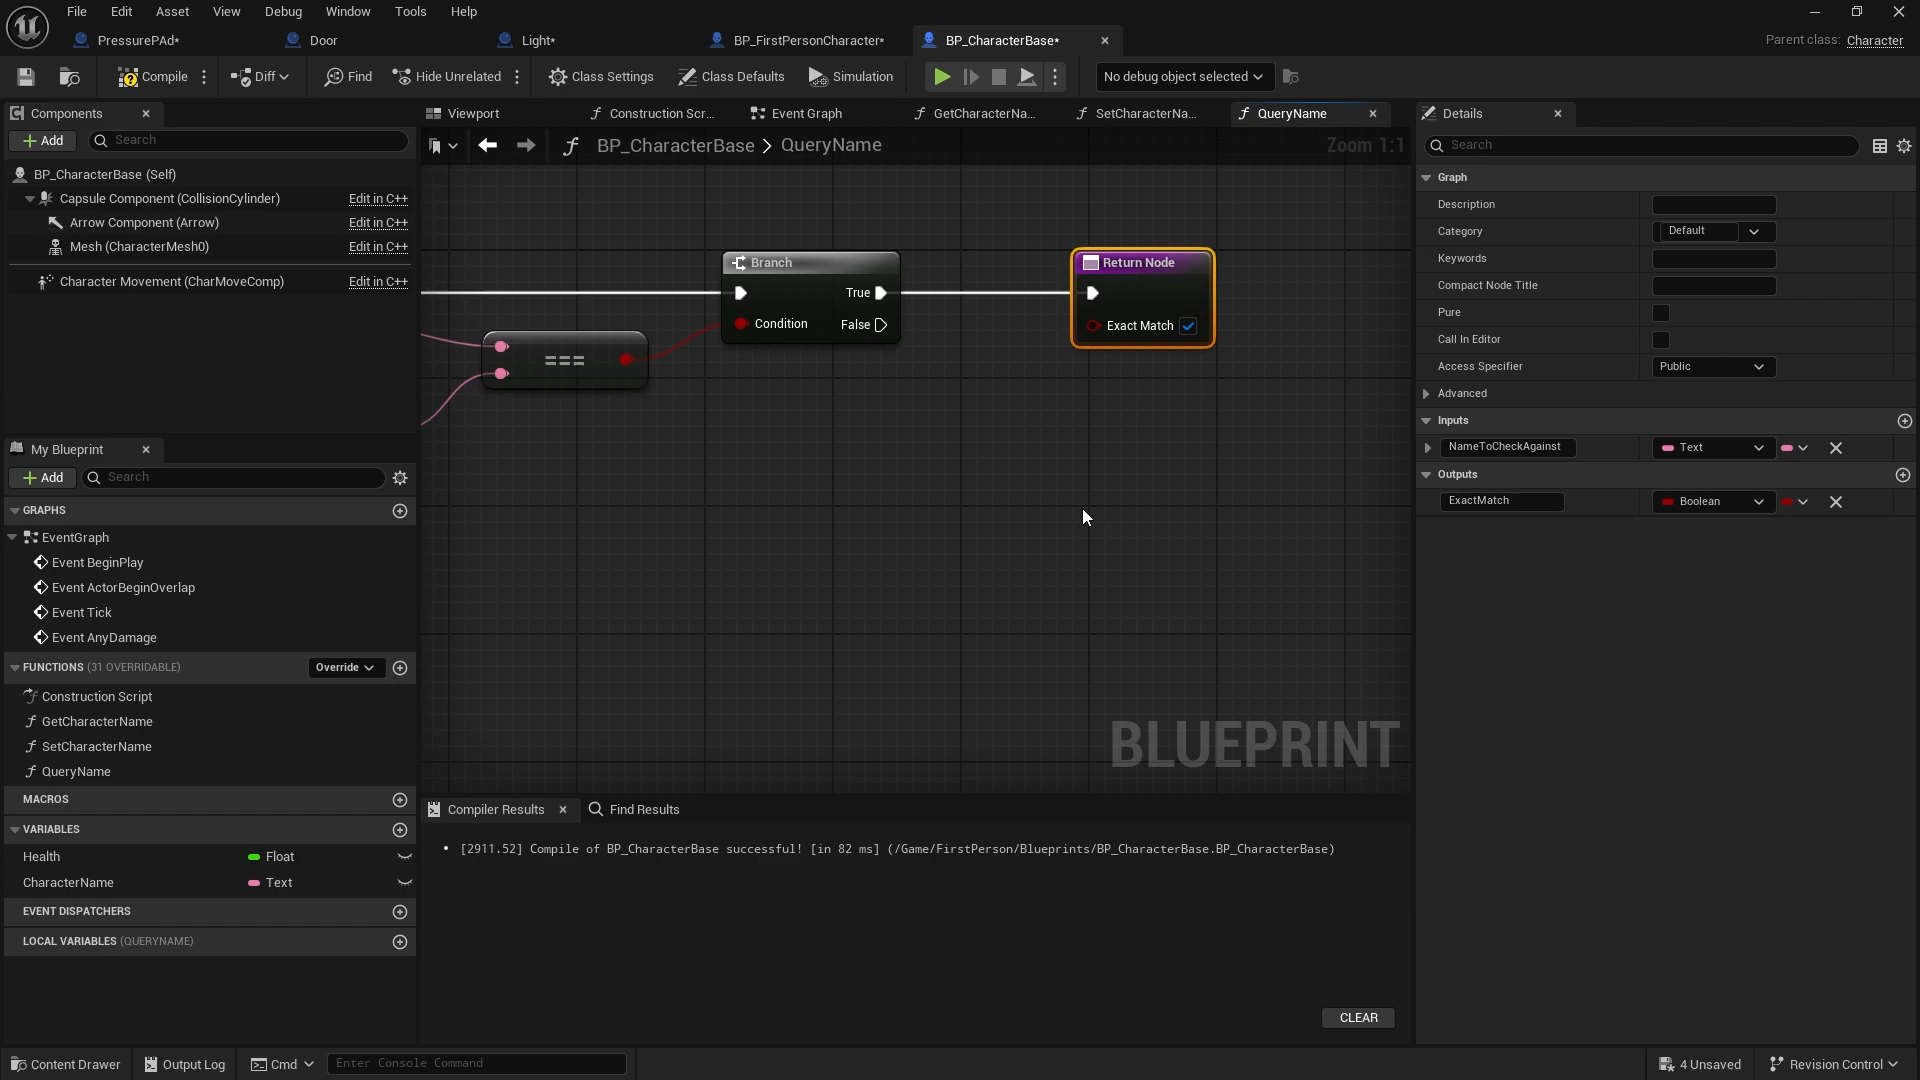 File Edit Asset View Debug Window Tools Help
PressurePAd* Door Light* BP_FirstPersonCharacter* BP_CharacterBase* Parent class: Character
Compile Diff Find Hide Unrelated Class Settings Class Defaults Simulation No debug object selected
Components Viewport Construction Scr... Event Graph GetCharacterNa... SetCharacterNa... QueryName Details
Add Search
BP_CharacterBase > QueryName Zoom 1:1
Search
BP_CharacterBase (Self)
Capsule Component (CollisionCylinder) Edit in C++
Arrow Component (Arrow) Edit in C++
Mesh (CharacterMesh0) Edit in C++
Character Movement (CharMoveComp) Edit in C++
Branch
True
Condition False
===
Return Node
Exact Match
BLUEPRINT
Graph
Description
Category Default
Keywords
Compact Node Title
Pure
Call In Editor
Access Specifier Public
Advanced
Inputs
NameToCheckAgainst Text
Outputs
ExactMatch Boolean
My Blueprint
Add Search
GRAPHS
EventGraph
Event BeginPlay
Event ActorBeginOverlap
Event Tick
Event AnyDamage
FUNCTIONS (31 OVERRIDABLE) Override
Construction Script
GetCharacterName
SetCharacterName
QueryName
MACROS
VARIABLES
Health Float
CharacterName Text
EVENT DISPATCHERS
LOCAL VARIABLES (QUERYNAME)
Compiler Results Find Results
[2911.52] Compile of BP_CharacterBase successful! [in 82 ms] (/Game/FirstPerson/Blueprints/BP_CharacterBase.BP_CharacterBase)
CLEAR
Content Drawer Output Log Cmd Enter Console Command 4 Unsaved Revision Control